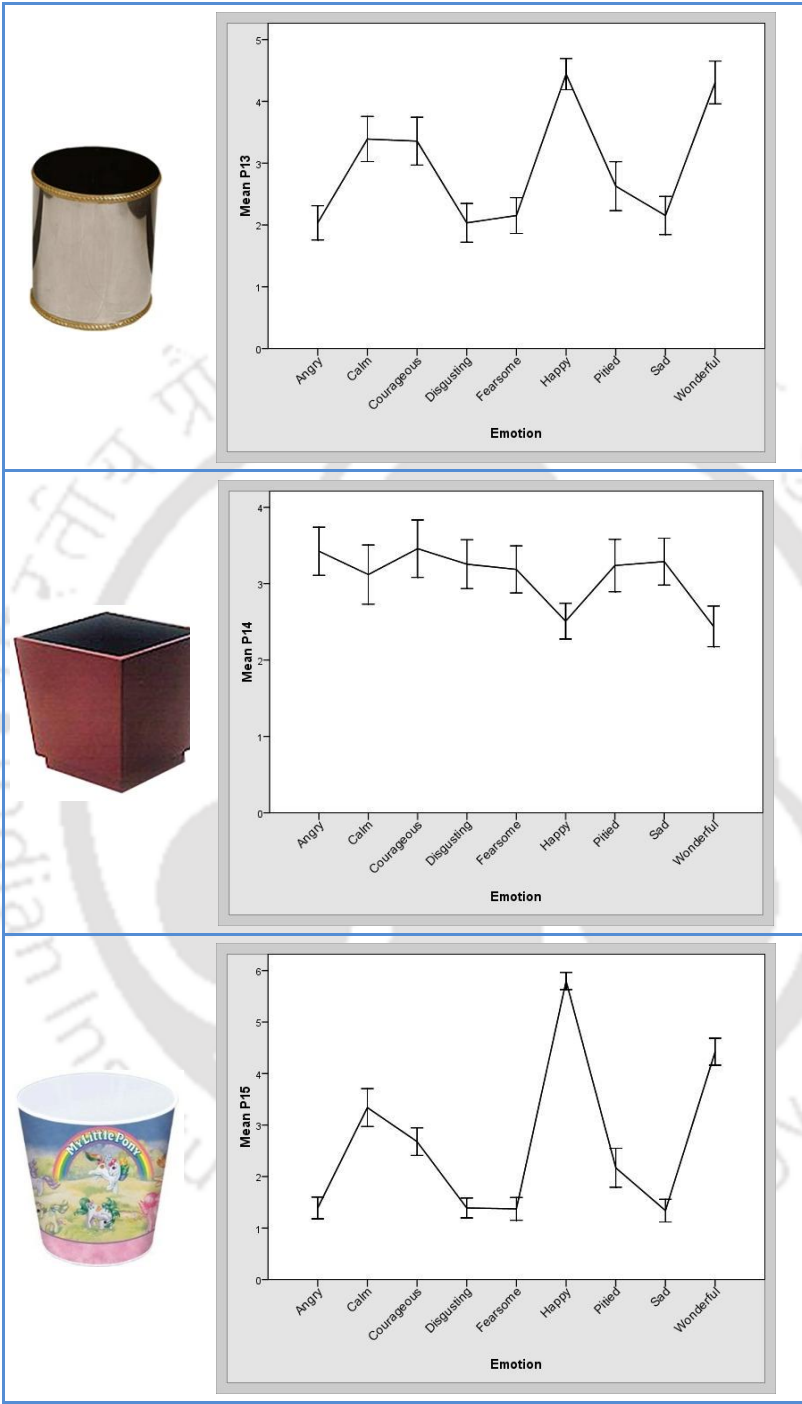 Mean P13
5
4
3
2
1
0
Angry
Calm
Courageous
Disgusting
Fearsome
Happy
Pitied
Sad
Wonderful
Emotion
Mean P14
4
3
2
1
0
Angry
Calm
Courageous
Disgusting
Fearsome
Happy
Pitied
Sad
Wonderful
Emotion
My Little Pony
Mean P15
6
5
4
3
2
1
0
Angry
Calm
Courageous
Disgusting
Fearsome
Happy
Pitied
Sad
Wonderful
Emotion